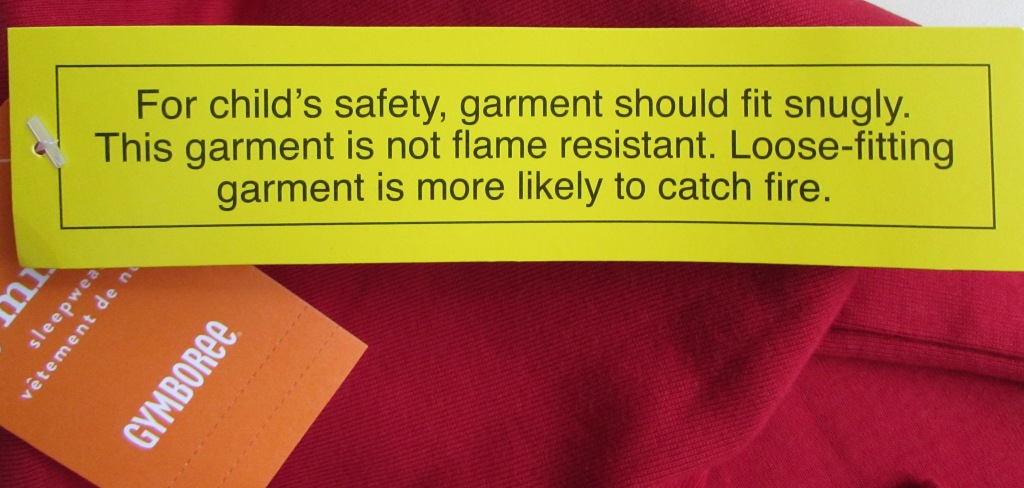 For child's safety, garment should fit snugly.
This garment is not flame resistant. Loose-fitting
garment is more likely to catch fire.
vêtement de
GYMBOREE